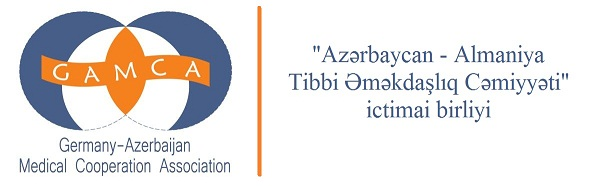 GAMCA
Germany-Azerbaijan
Medical Cooperation Association
"Azərbaycan - Almaniya
Tibbi Əməkdaşlıq Cəmiyyəti"
ictimai birliyi